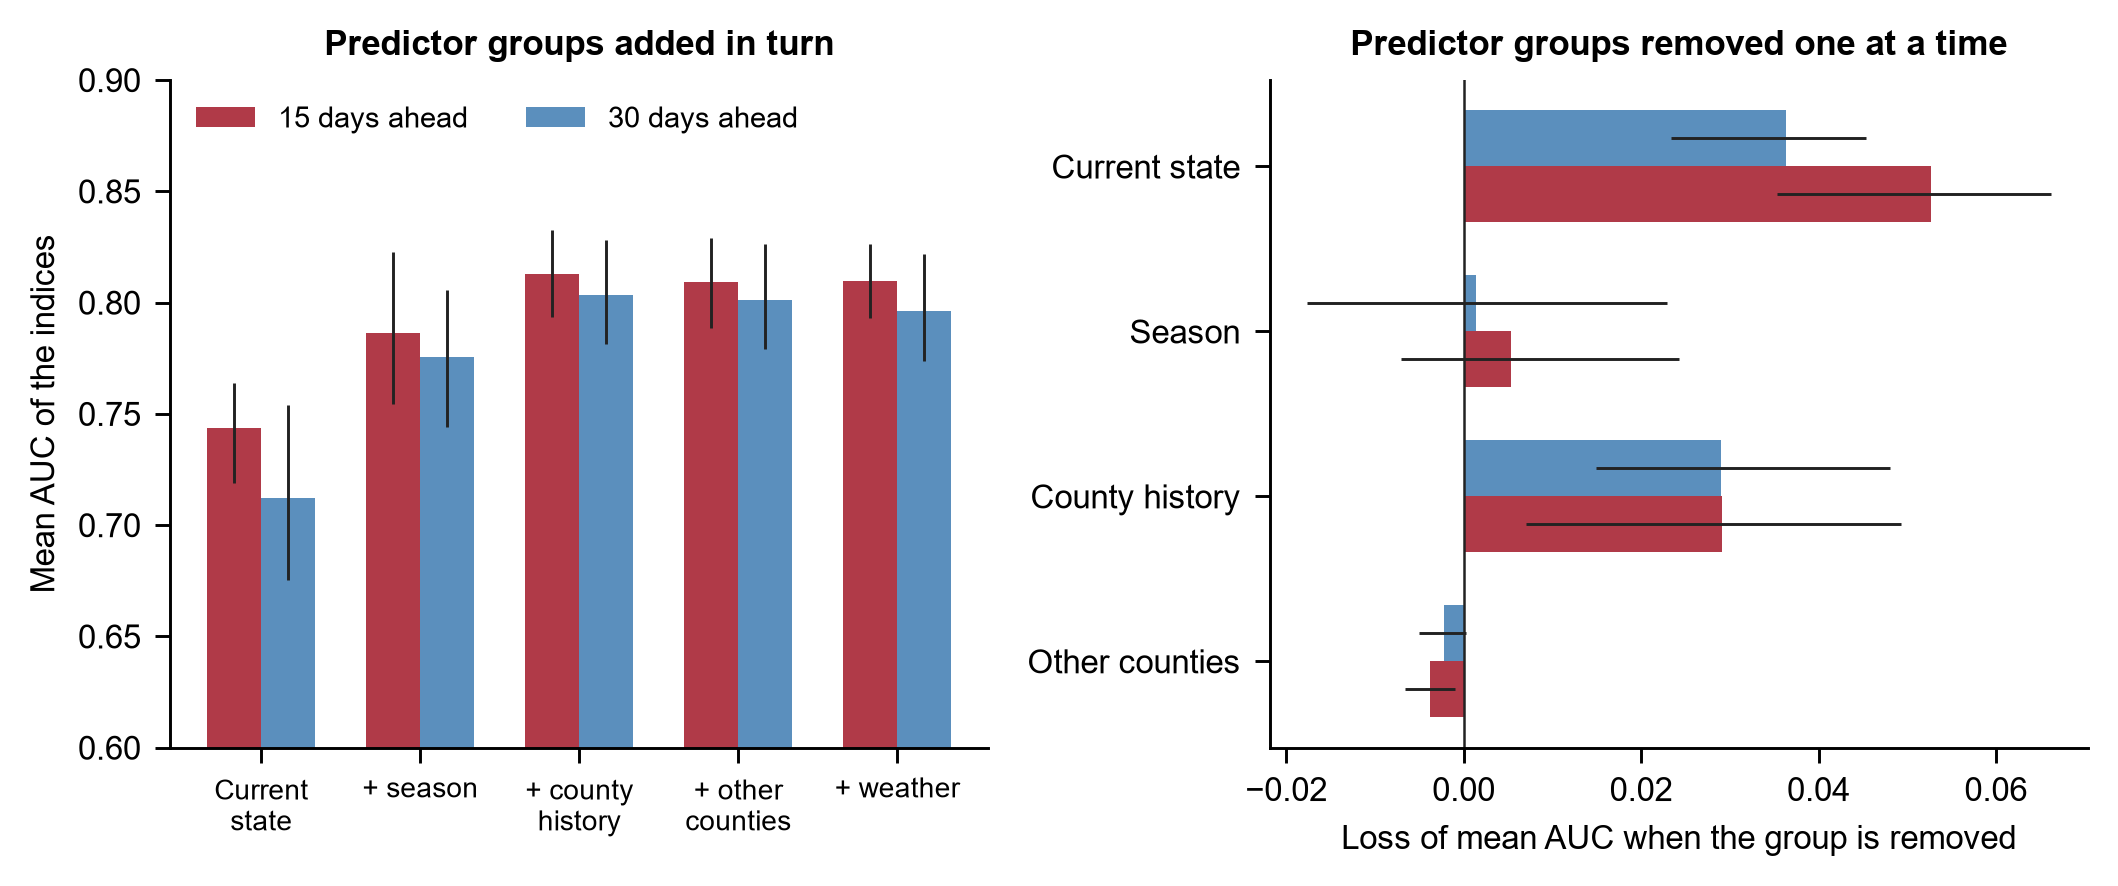 Predictor groups added in turn
0.90
0.85
0.80
0.75
0.70
0.65
0.60
Mean AUC of the indices
15 days ahead
30 days ahead
Current
state
+ season
+ county
history
+ other
counties
+ weather
Predictor groups removed one at a time
Current state
Season
County history
Other counties
−0.02
0.00
0.02
0.04
0.06
Loss of mean AUC when the group is removed